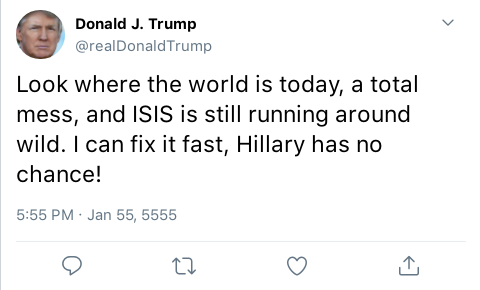 Donald J. Trump
@realDonaldTrump
Look where the world is today, a total
mess, and ISIS is still running around
wild. I can fix it fast, Hillary has no
chance!
5:55 PM · Jan 55, 5555